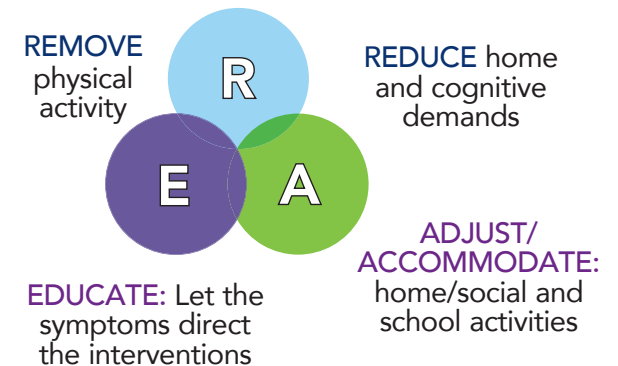 REMOVE
physical
activity
R
REDUCE home
and cognitive
demands
E
A
EDUCATE: Let the
symptoms direct
the interventions
ADJUST/
ACCOMMODATE:
home/social and
school activities